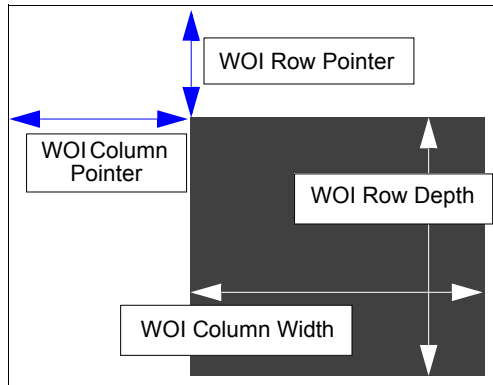 WOI Row Pointer
WOI Column
Pointer
WOI Row Depth
WOI Column Width